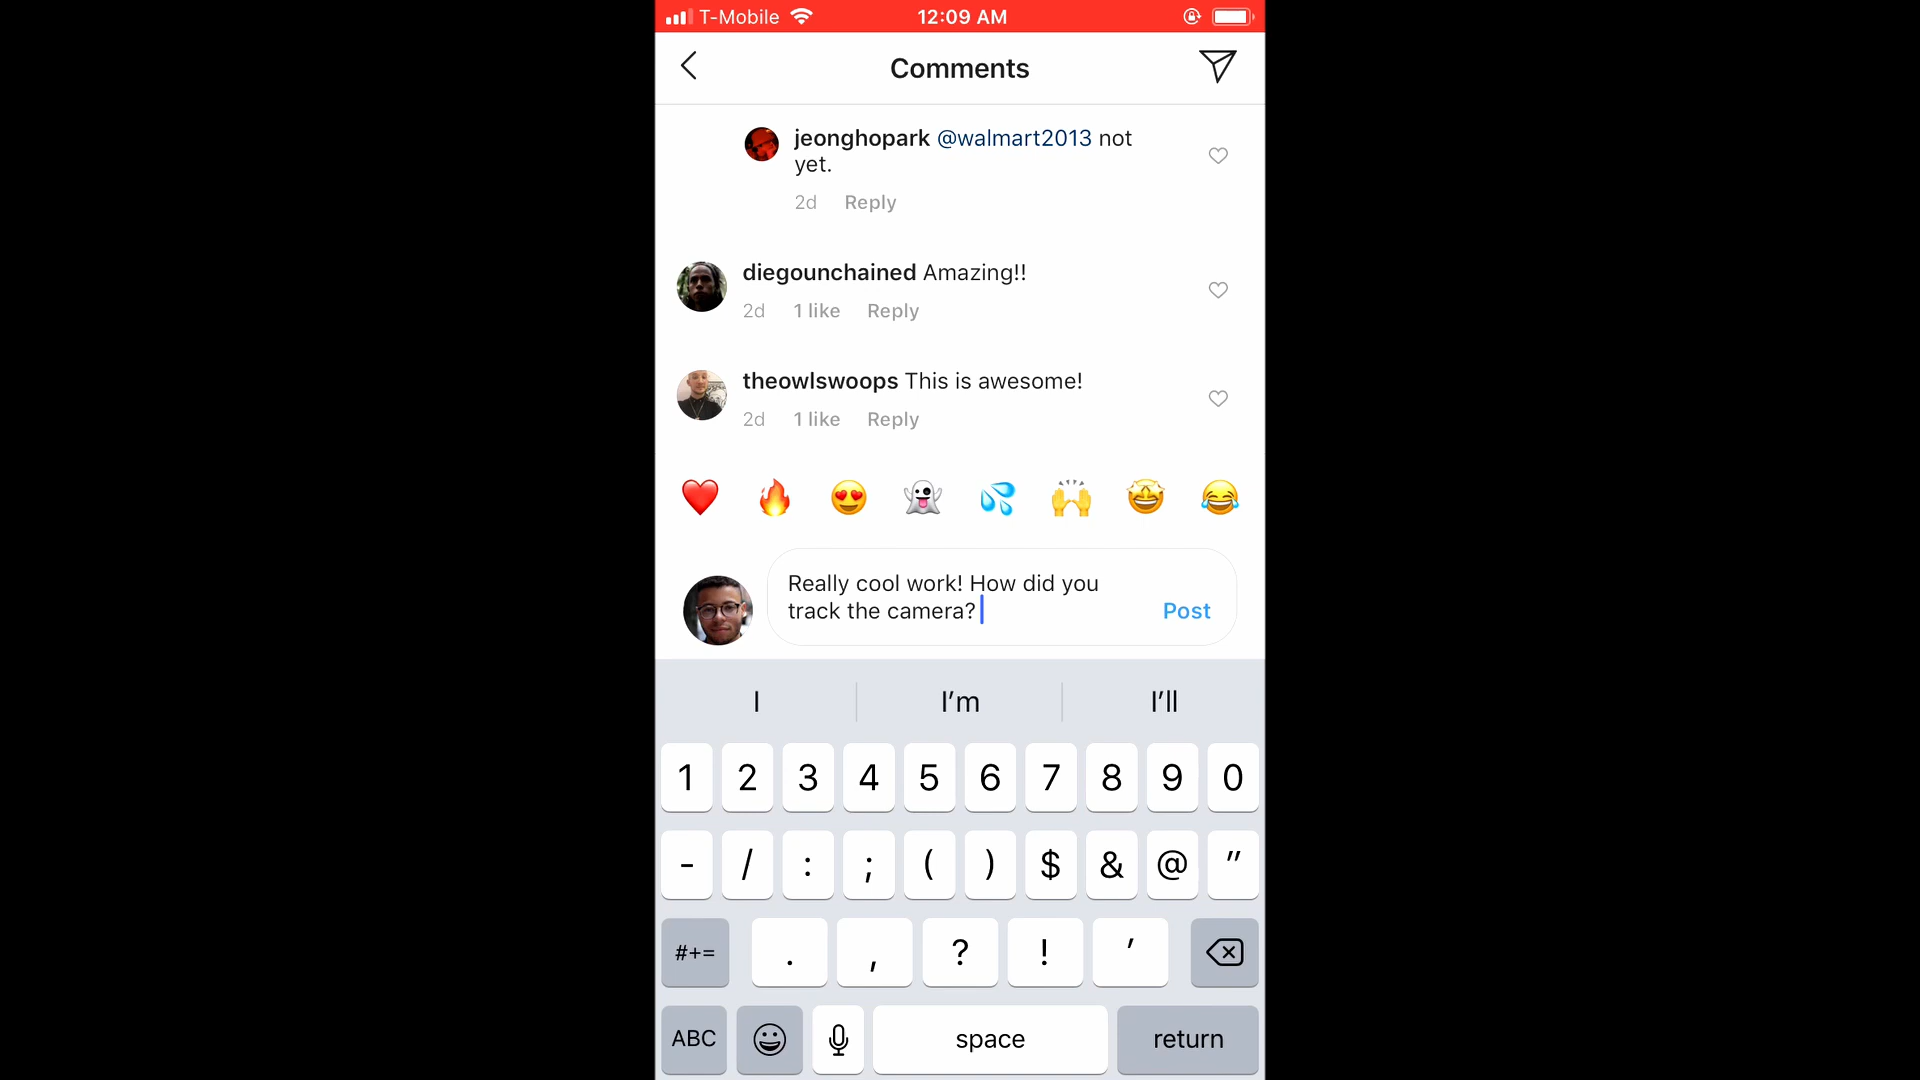 T-Mobile 12:09 AM
Comments
jeonghopark @walmart2013 not
yet.
2d Reply
diegounchained Amazing!!
2d 1 like Reply
theowlswoops This is awesome!
2d 1 like Reply
Really cool work! How did you
track the camera?
Post
I I’m I’ll
1 2 3 4 5 6 7 8 9 0
- / : ; ( ) $ & @ "
#+= . , ? ! ’
ABC space return